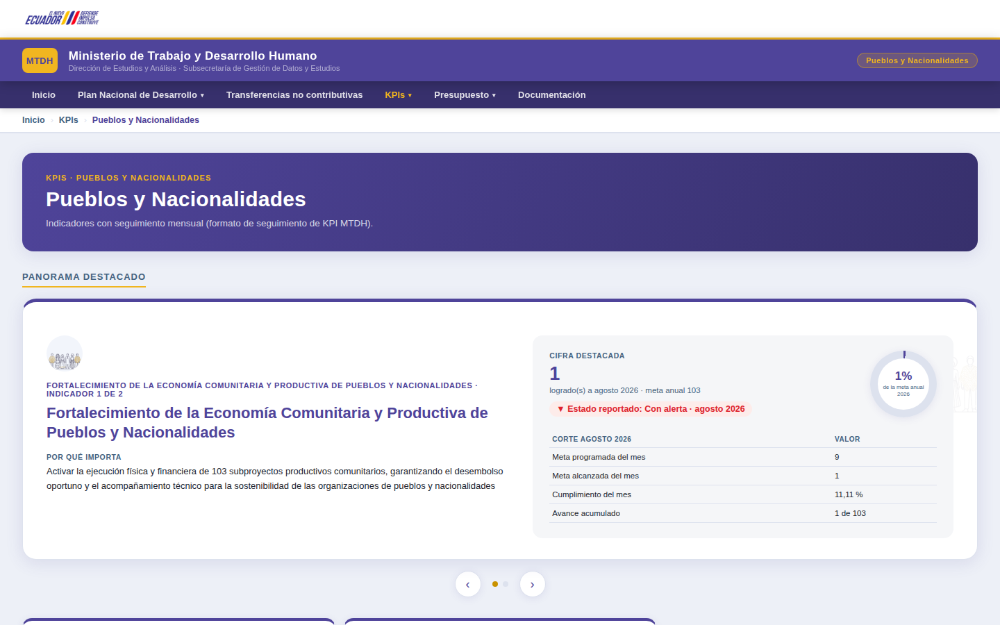 EL NUEVO
ECUADOR
DEFIENDE
IMPULSA
CONSTRUYE
MTDH
Ministerio de Trabajo y Desarrollo Humano
Dirección de Estudios y Análisis · Subsecretaría de Gestión de Datos y Estudios
Pueblos y Nacionalidades
Inicio Plan Nacional de Desarrollo ▾ Transferencias no contributivas KPIs ▾ Presupuesto ▾ Documentación
Inicio › KPIs › Pueblos y Nacionalidades
KPIS · PUEBLOS Y NACIONALIDADES
Pueblos y Nacionalidades
Indicadores con seguimiento mensual (formato de seguimiento de KPI MTDH).
PANORAMA DESTACADO
FORTALECIMIENTO DE LA ECONOMÍA COMUNITARIA Y PRODUCTIVA DE PUEBLOS Y NACIONALIDADES ·
INDICADOR 1 DE 2
Fortalecimiento de la Economía Comunitaria y Productiva de
Pueblos y Nacionalidades
POR QUÉ IMPORTA
Activar la ejecución física y financiera de 103 subproyectos productivos comunitarios, garantizando el desembolso
oportuno y el acompañamiento técnico para la sostenibilidad de las organizaciones de pueblos y nacionalidades
CIFRA DESTACADA
1
logrado(s) a agosto 2026 · meta anual 103
▼ Estado reportado: Con alerta · agosto 2026
1%
de la meta anual
2026
CORTE AGOSTO 2026 VALOR
Meta programada del mes 9
Meta alcanzada del mes 1
Cumplimiento del mes 11,11 %
Avance acumulado 1 de 103
‹ ›